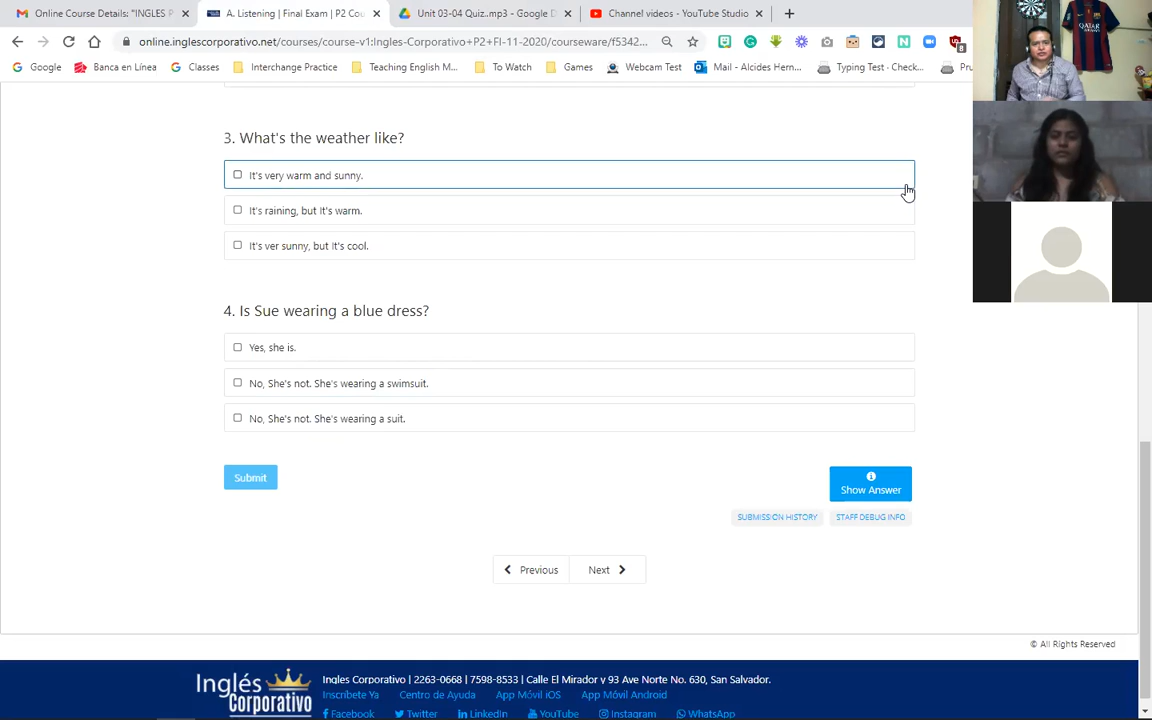 Online Course Details: "INGLES P
A. Listening | Final Exam | P2 Cou
Unit 03-04 Quiz..mp3 - Google D
Channel videos - YouTube Studio
online.inglescorporativo.net/courses/course-v1:Ingles-Corporativo+P2+FI-11-2020/courseware/f5342...
8
Google
Banca en Línea
Classes
Interchange Practice
Teaching English M...
To Watch
Games
Webcam Test
Mail - Alcides Hern...
Typing Test - Check...
Pru
QATAR
3. What's the weather like?
It's very warm and sunny.
It's raining, but It's warm.
It's ver sunny, but It's cool.
4. Is Sue wearing a blue dress?
Yes, she is.
No, She's not. She's wearing a swimsuit.
No, She's not. She's wearing a suit.
Submit
Show Answer
SUBMISSION HISTORY
STAFF DEBUG INFO
Previous
Next
© All Rights Reserved
Inglés Corporativo
Ingles Corporativo | 2263-0668 | 7598-8533 | Calle El Mirador y 93 Ave Norte No. 630, San Salvador.
Inscríbete Ya
Centro de Ayuda
App Móvil iOS
App Móvil Android
Facebook
Twitter
LinkedIn
YouTube
Instagram
WhatsApp